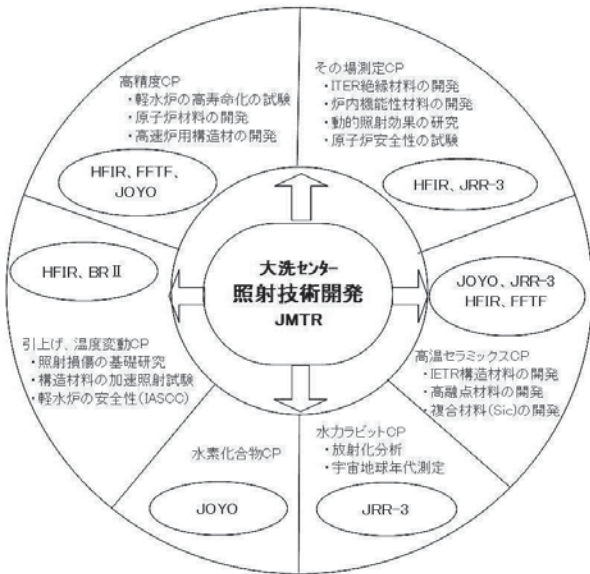 高精度CP
・軽水炉の高寿命化の試験
・原子炉材料の開発
・高速炉用構造材の開発
HFIR、FFTF、
JOYO
その場測定CP
・ITER絶縁材料の開発
・炉内機能性材料の開発
・動的照射効果の研究
・原子炉安全性の試験
HFIR、JRR-3
HFIR、BRⅡ
大洗センター
照射技術開発
JMTR
JOYO、JRR-3
HFIR、FFTF
引上げ、温度変動CP
・照射損傷の基礎研究
・構造材料の加速照射試験
・軽水炉の安全性(IASCC)
高温セラミックスCP
・IETR構造材料の開発
・高融点材料の開発
・複合材料(Sic)の開発
水素化合物CP
JOYO
水力ラビットCP
・放射化分析
・宇宙地球年代測定
JRR-3